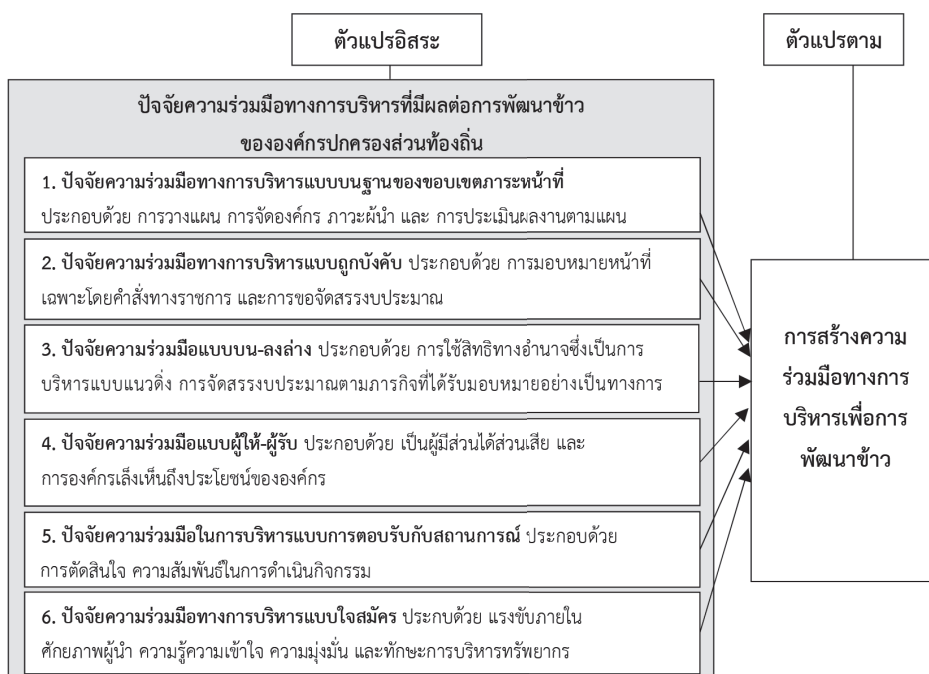 ตัวแปรอิสระ
ตัวแปรตาม
ปัจจัยความร่วมมือทางการบริหารที่มีผลต่อการพัฒนาข้าว
ขององค์กรปกครองส่วนท้องถิ่น
1. ปัจจัยความร่วมมือทางการบริหารแบบบนฐานของขอบเขตภาระหน้าที่
ประกอบด้วย การวางแผน การจัดองค์กร ภาวะผ้นำ และ การประเมินผลงานตามแผน
2. ปัจจัยความร่วมมือทางการบริหารแบบถูกบังคับ ประกอบด้วย การมอบหมายหน้าที่
เฉพาะโดยคำสั่งทางราชการ และการขอจัดสรรงบประมาณ
3. ปัจจัยความร่วมมือแบบบน-ลงล่าง ประกอบด้วย การใช้สิทธิทางอำนาจซึ่งเป็นการ
บริหารแบบแนวดิ่ง การจัดสรรงบประมาณตามภารกิจที่ได้รับมอบหมายอย่างเป็นทางการ
4. ปัจจัยความร่วมมือแบบผู้ให้-ผู้รับ ประกอบด้วย เป็นผู้มีส่วนได้ส่วนเสีย และ
การองค์กรเล็งเห็นถึงประโยชน์ขององค์กร
5. ปัจจัยความร่วมมือในการบริหารแบบการตอบรับกับสถานการณ์ ประกอบด้วย
การตัดสินใจ ความสัมพันธ์ในการดำเนินกิจกรรม
6. ปัจจัยความร่วมมือทางการบริหารแบบใจสมัคร ประกบด้วย แรงขับภายใน
ศักยภาพผู้นำ ความรู้ความเข้าใจ ความมุ่งมั่น และทักษะการบริหารทรัพยากร
การสร้างความ
ร่วมมือทางการ
บริหารเพื่อการ
พัฒนาข้าว